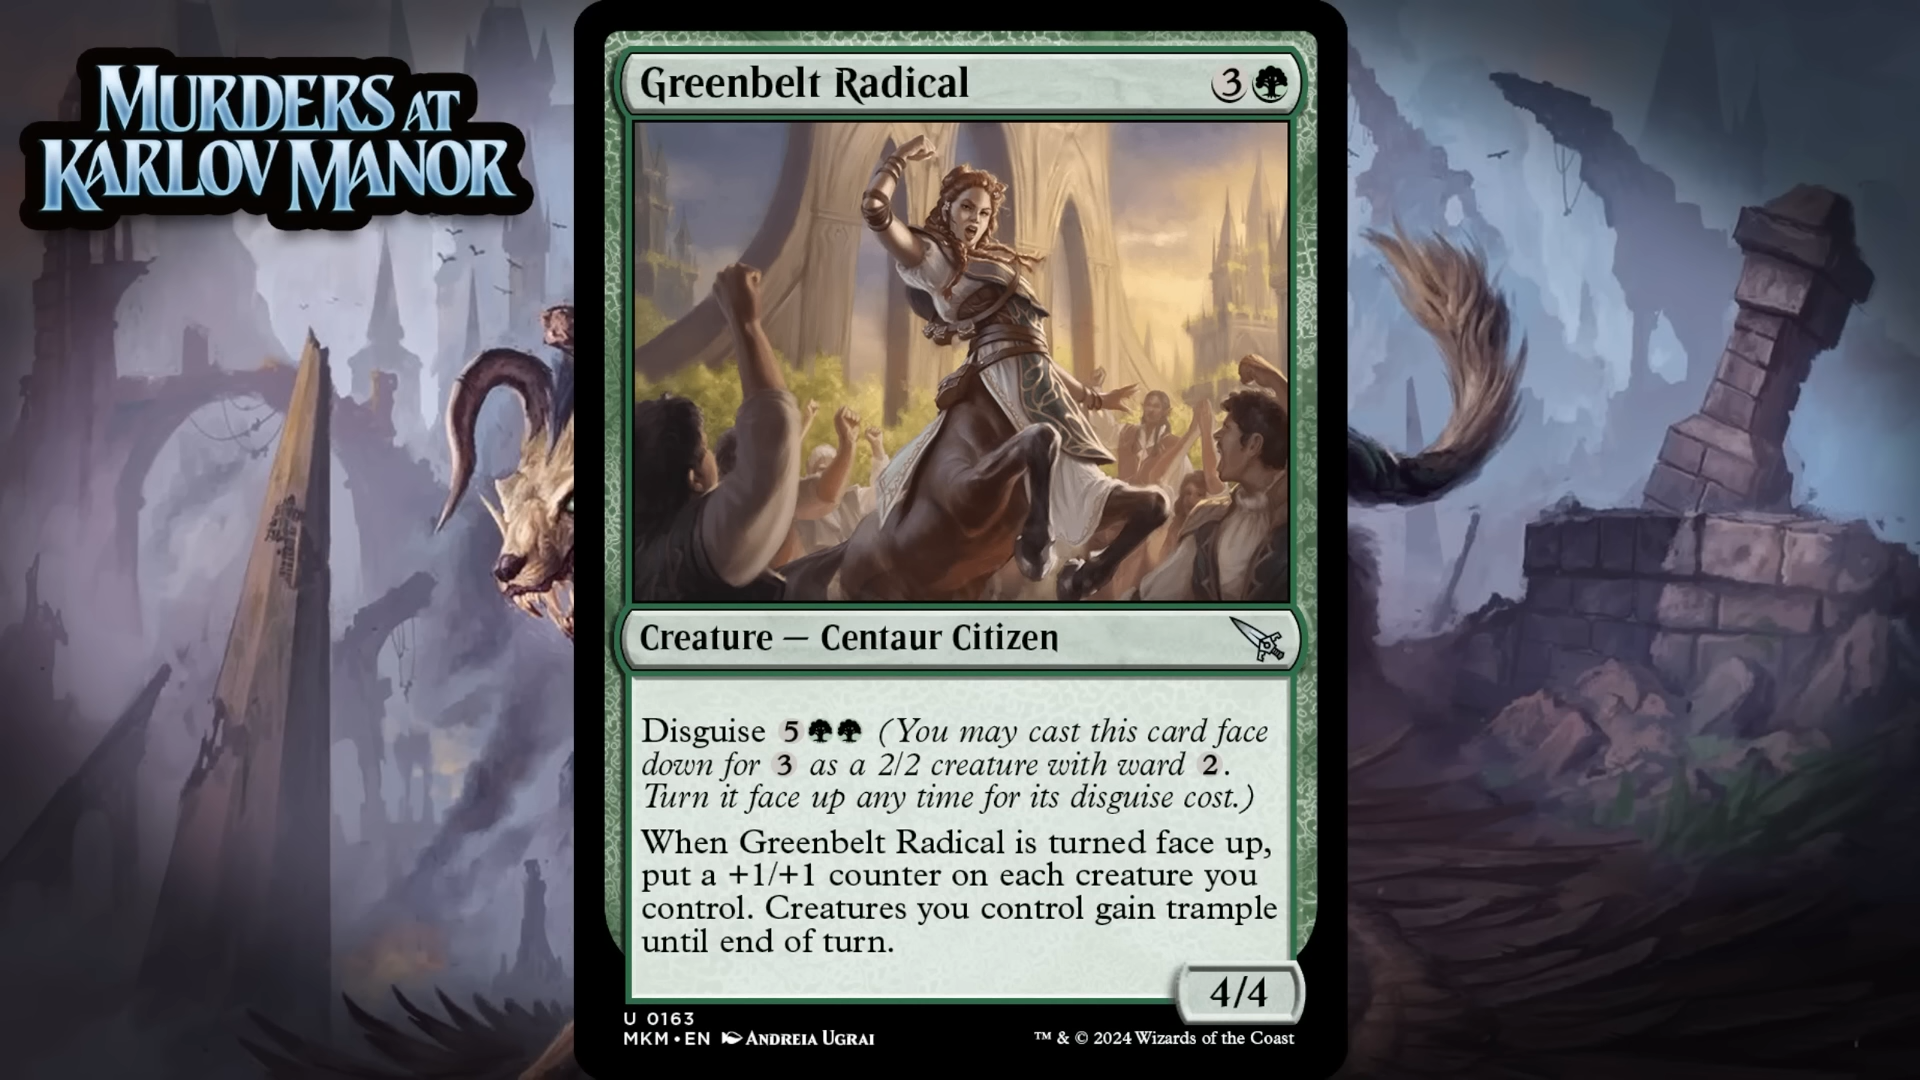 MURDERS AT
KARLOV MANOR
Greenbelt Radical 3
Creature — Centaur Citizen
Disguise 5 (You may cast this card face
down for 3 as a 2/2 creature with ward 2.
Turn it face up any time for its disguise cost.)
When Greenbelt Radical is turned face up,
put a +1/+1 counter on each creature you
control. Creatures you control gain trample
until end of turn.
4/4
U 0163
MKM • EN ANDREIA UGRAI
™ & © 2024 Wizards of the Coast